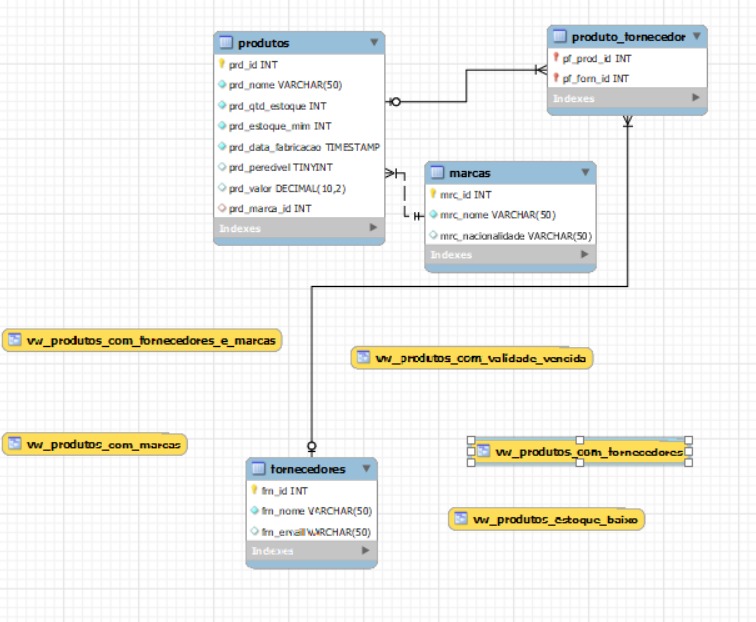 produtos
prd_id INT
prd_nome VARCHAR(50)
prd_qtd_estoque INT
prd_estoque_mim INT
prd_data_fabricacao TIMESTAMP
prd_perecivel TINYINT
prd_valor DECIMAL(10,2)
prd_marca_id INT
Indexes
produto_fornecedor
pf_prod_id INT
pf_forn_id INT
Indexes
marcas
mrc_id INT
mrc_nome VARCHAR(50)
mrc_nacionalidade VARCHAR(50)
Indexes
vw_produtos_com_fornecedores_e_marcas
vw_produtos_com_validade_vencida
vw_produtos_com_marcas
vw_produtos_com_fornecedores
fornecedores
frn_id INT
frn_nome VARCHAR(50)
frn_email VARCHAR(50)
Indexes
vw_produtos_estoque_baixo